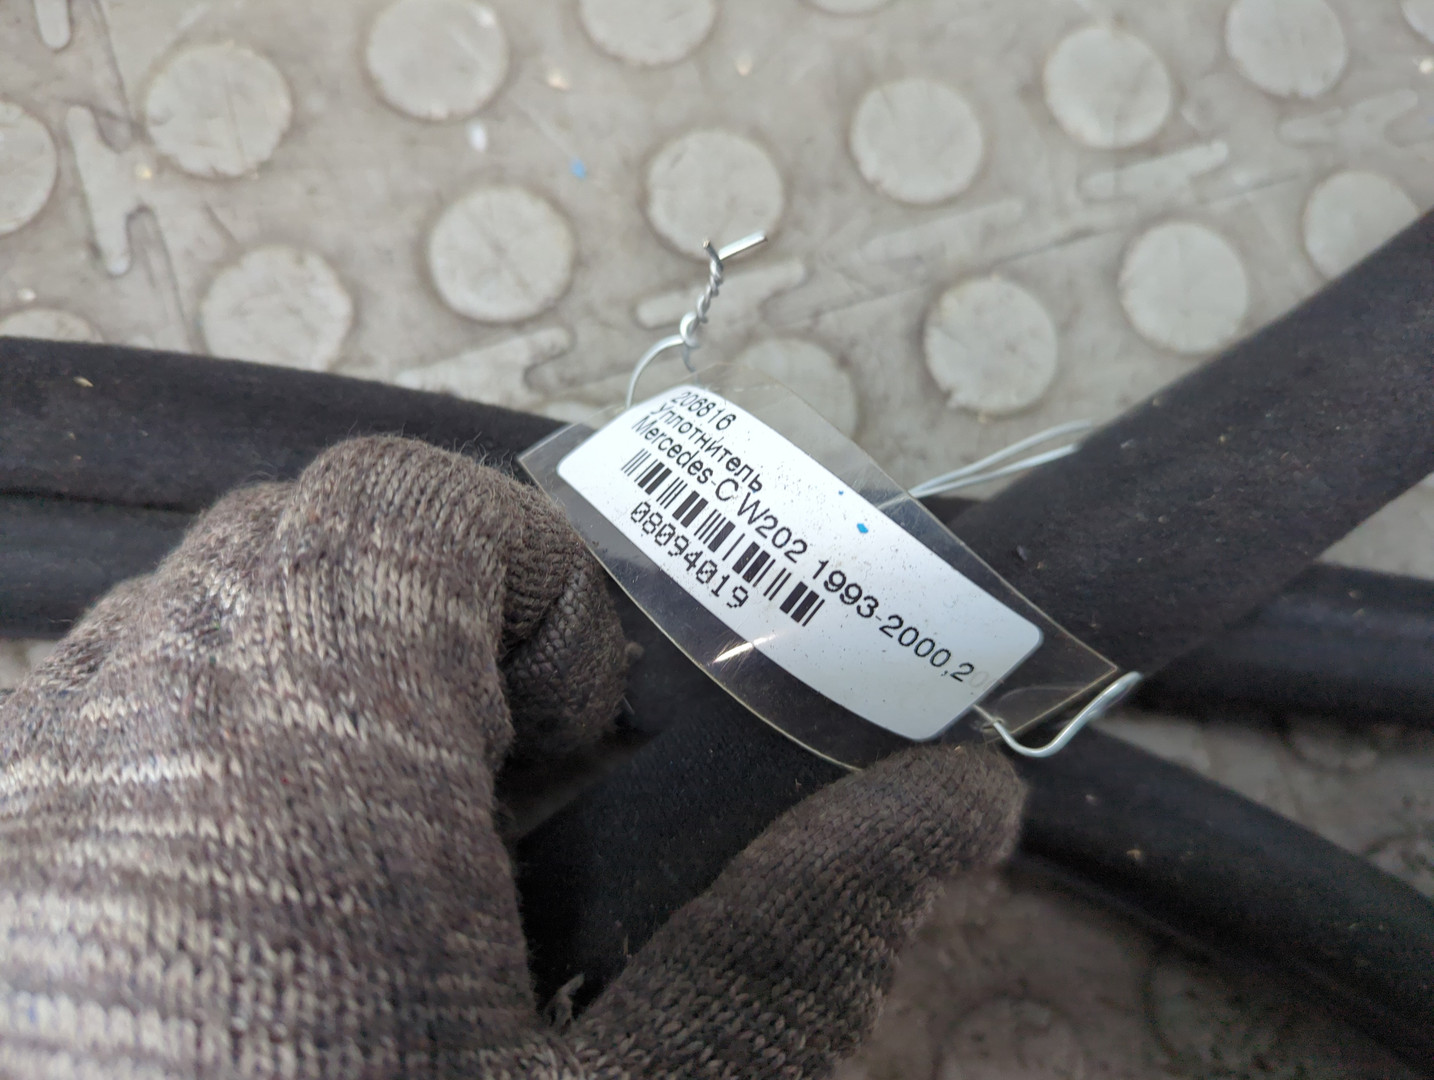 206816
Уплотнитель
Mercedes C W202 1993-2000,2
08094019